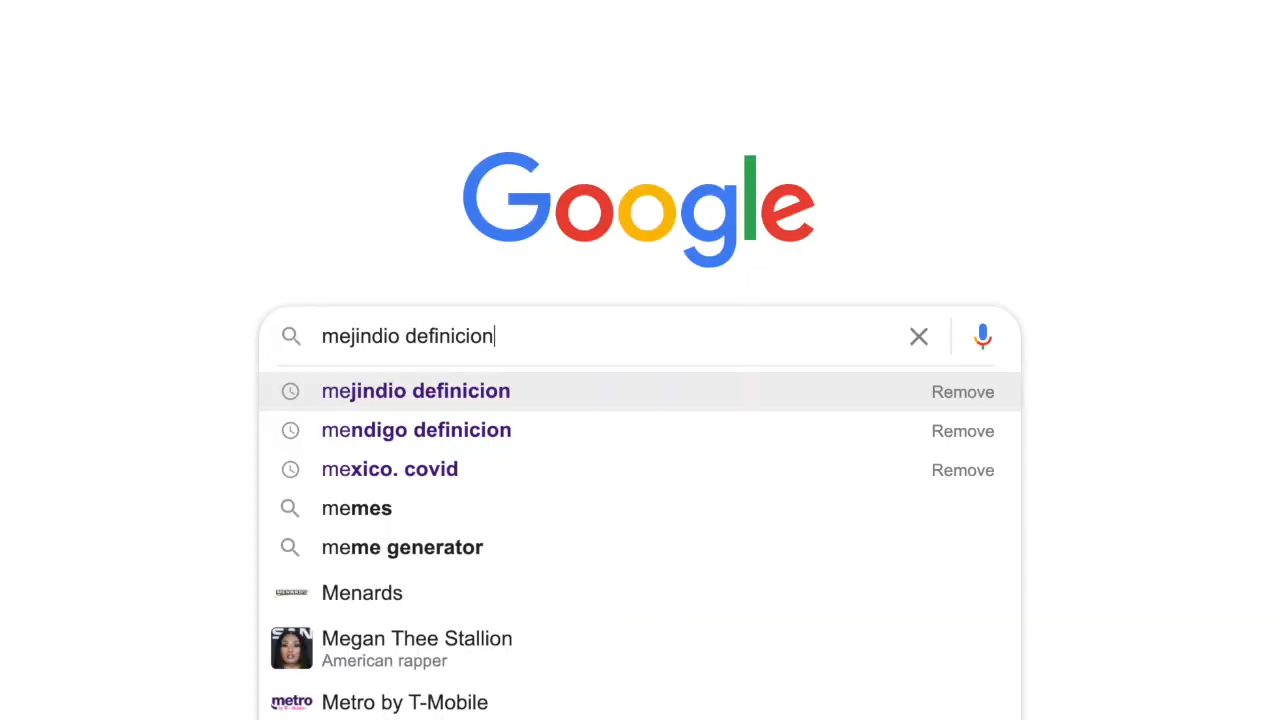 Google
mejindio definicion
mejindio definicion Remove
mendigo definicion Remove
mexico. covid Remove
memes
meme generator
MENARDS Menards
Megan Thee Stallion
American rapper
metro Metro by T-Mobile